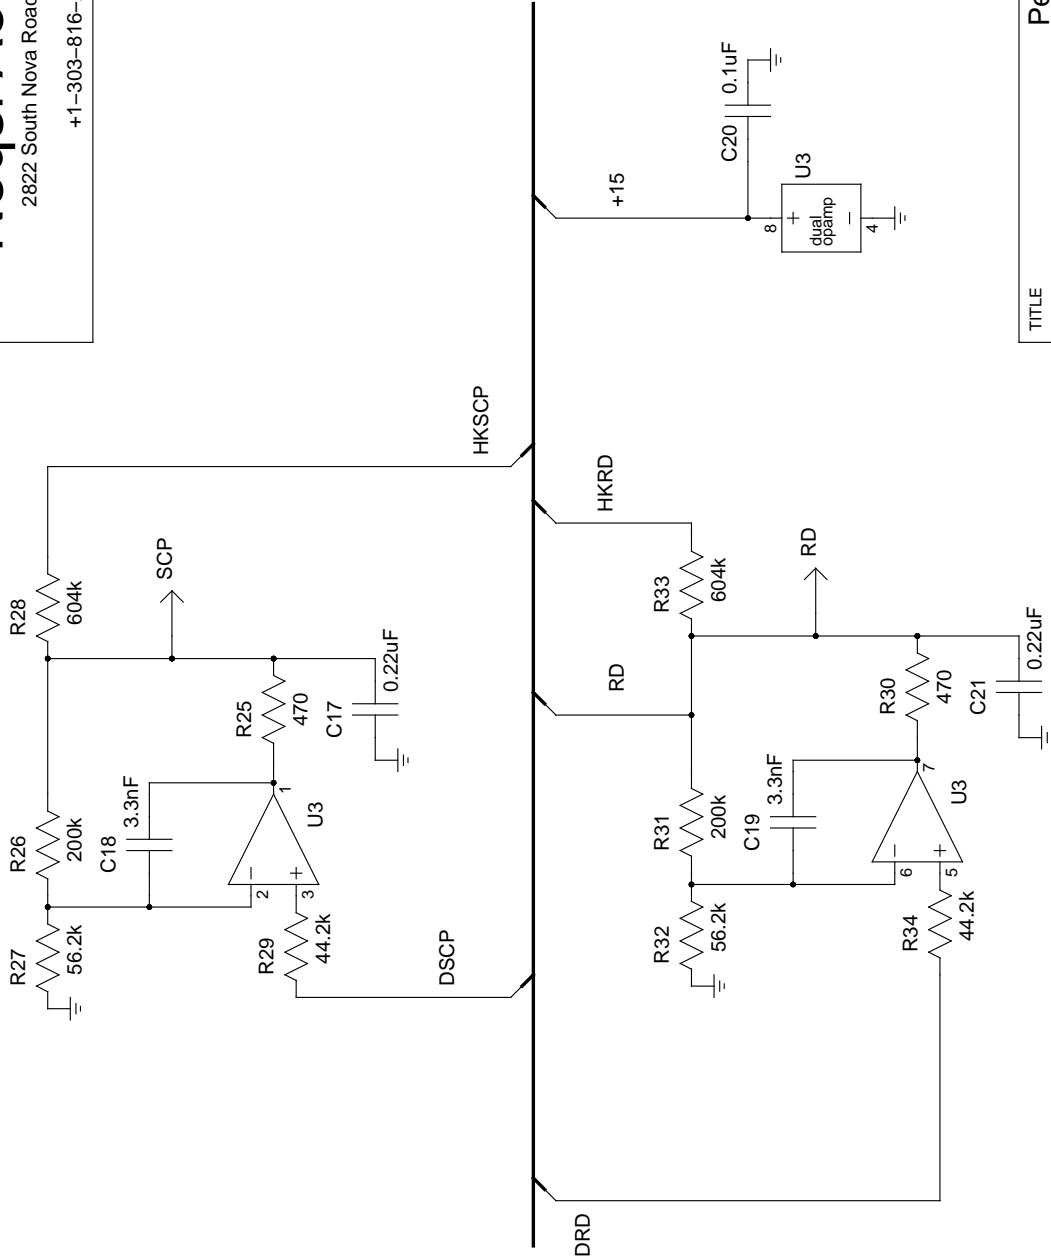 2822 South Nova Road
+1−303−816−
R27
56.2k
R26
200k
R28
604k
C18
3.3nF
SCP
2
3
1
U3
R25
470
R29
44.2k
C17
0.22uF
DSCP
HKSCP
DRD
RD
HKRD
+15
R32
56.2k
R31
200k
R33
604k
C19
3.3nF
RD
6
5
7
U3
R34
44.2k
R30
470
C21
0.22uF
C20
0.1uF
8
dual
opamp
4
U3
TITLE
Pe